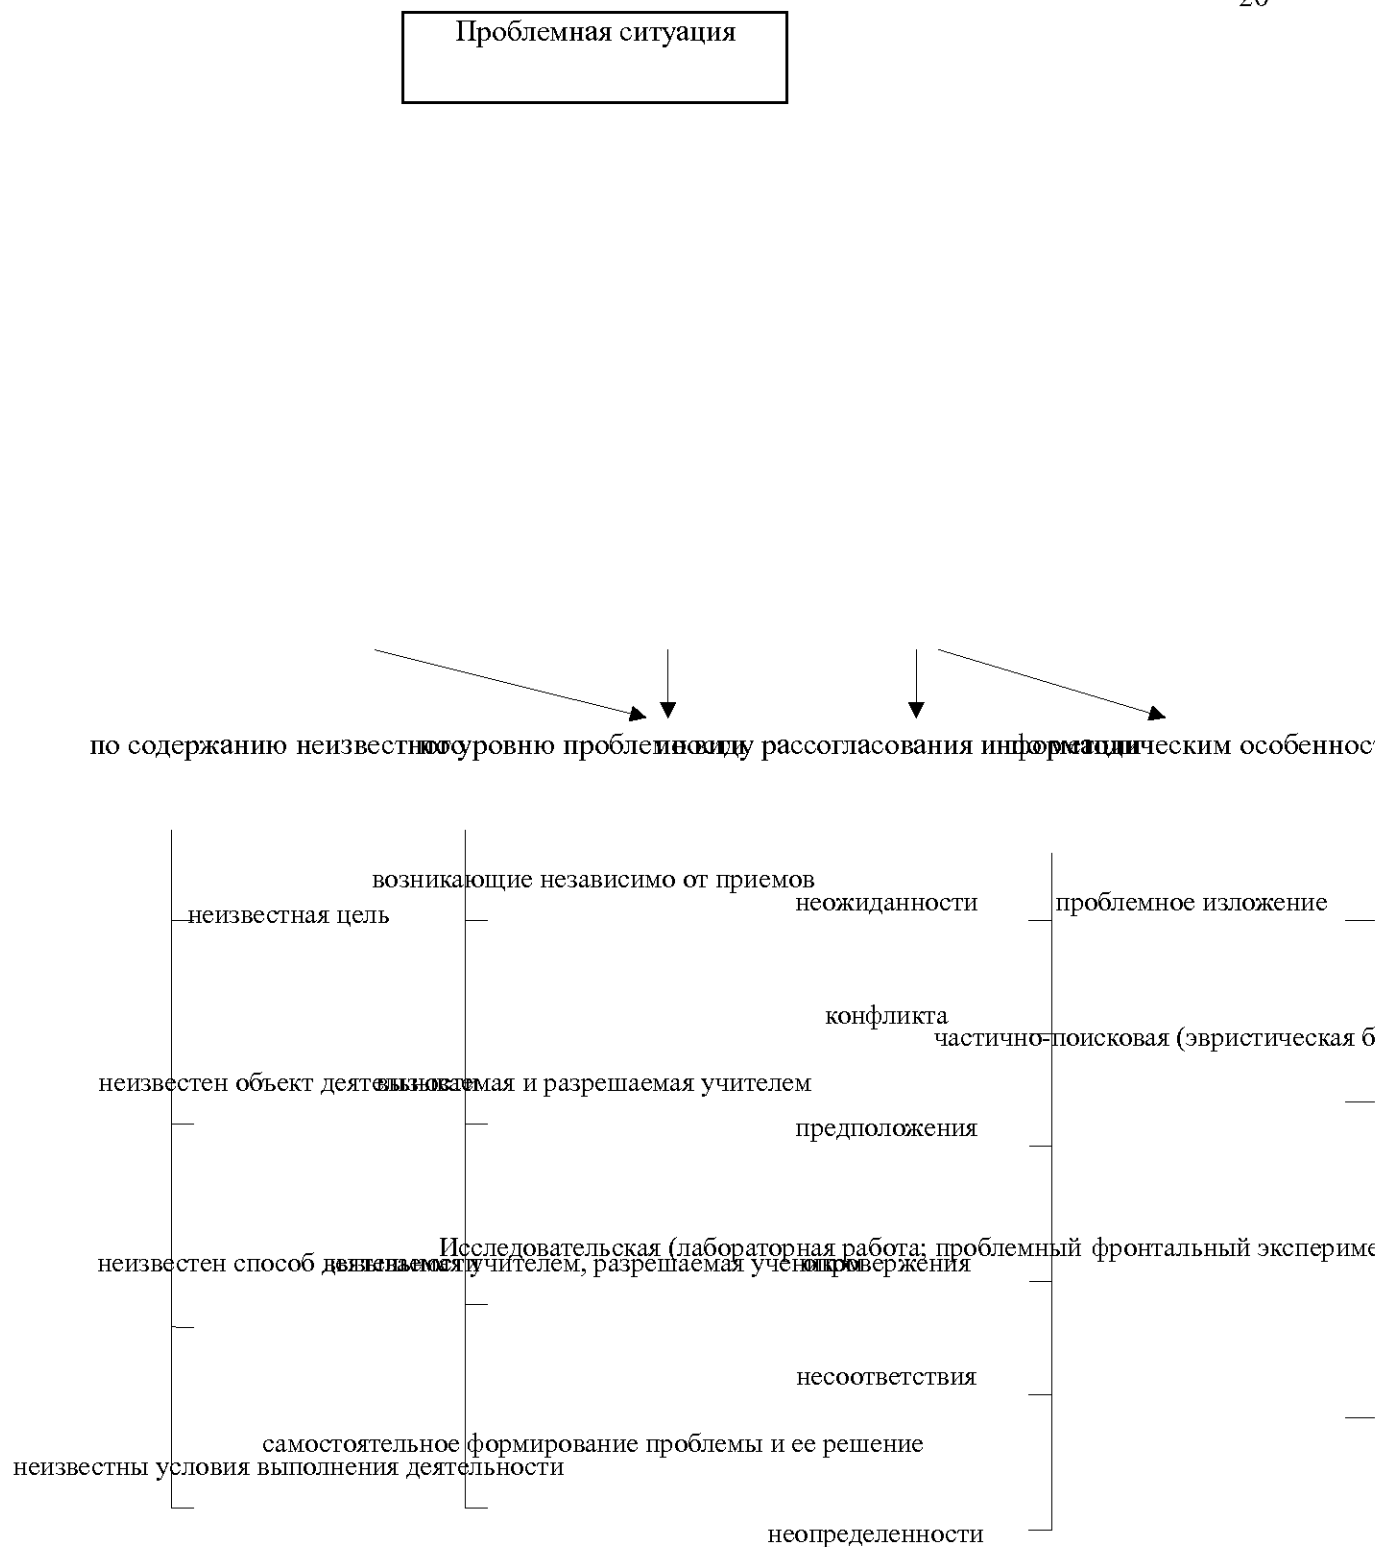 Проблемная ситуация
по содержанию неизвестного
по уровню проблемности
по виду рассогласования информации
по методическим особенност
возникающие независимо от приемов
неожиданности
проблемное изложение
неизвестная цель
конфликта
частично-поисковая (эвристическая б
неизвестен объект деятельности
вызываемая и разрешаемая учителем
предположения
Исследовательская (лабораторная работа; проблемный фронтальный эксперимe
неизвестен способ деятельности
вызываемая учителем, разрешаемая учеником
опровержения
несоответствия
самостоятельное формирование проблемы и ее решение
неизвестны условия выполнения деятельности
неопределенности